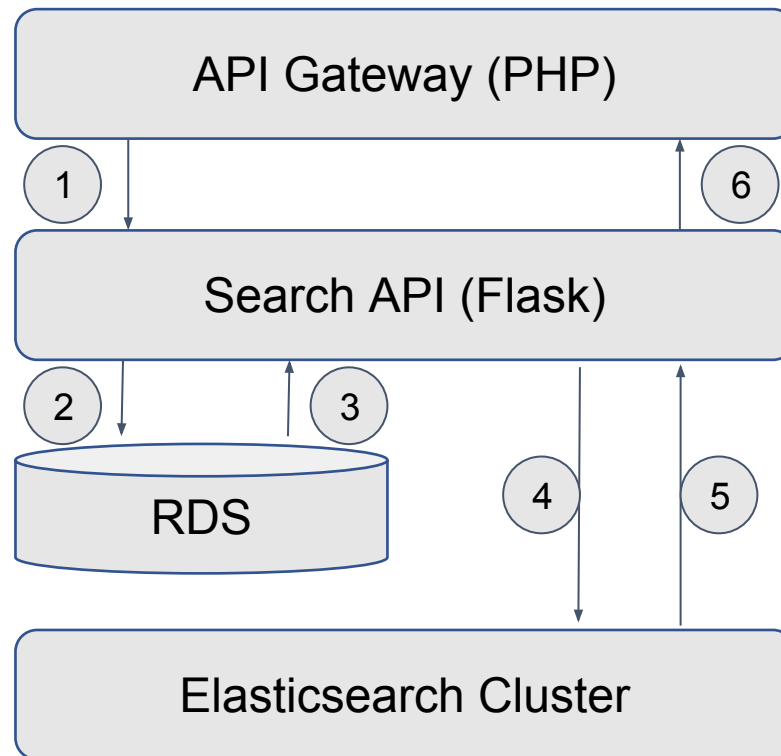 API Gateway (PHP)
1
6
Search API (Flask)
2
3
RDS
4
5
Elasticsearch Cluster